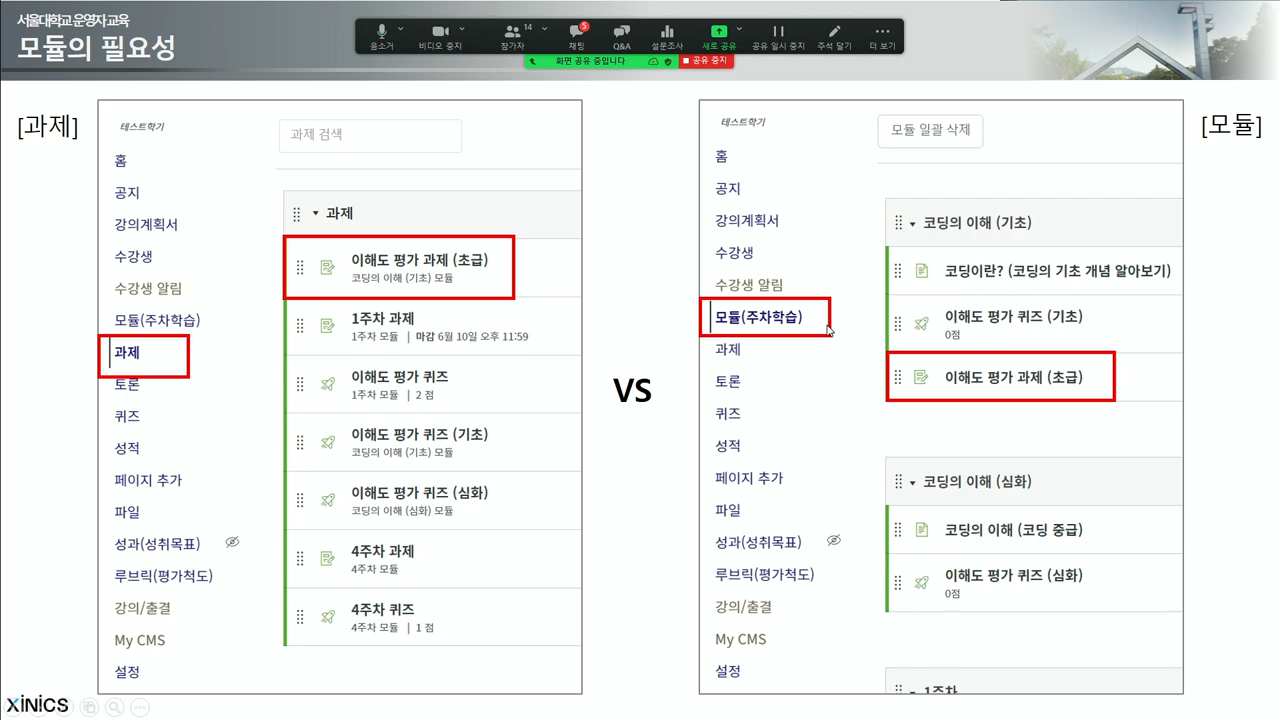 서울대학교 운영자 교육
모듈의 필요성
음소거
비디오 중지
14
참가자
5
채팅
Q&A
설문조사
새로 공유
공유 일시 중지
주석 달기
더 보기
화면 공유 중입니다
공유 중지
[과제]
테스트학기
홈
공지
강의계획서
수강생
수강생 알림
모듈(주차학습)
과제
토론
퀴즈
성적
페이지 추가
파일
성과(성취목표)
루브릭(평가척도)
강의/출결
My CMS
설정
과제 검색
과제
이해도 평가 과제 (초급)
코딩의 이해 (기초) 모듈
1주차 과제
1주차 모듈 | 마감 6월 10일 오후 11:59
이해도 평가 퀴즈
1주차 모듈 | 2 점
이해도 평가 퀴즈 (기초)
코딩의 이해 (기초) 모듈
이해도 평가 퀴즈 (심화)
코딩의 이해 (심화) 모듈
4주차 과제
4주차 모듈
4주차 퀴즈
4주차 모듈 | 1 점
VS
[모듈]
테스트학기
홈
공지
강의계획서
수강생
수강생 알림
모듈(주차학습)
과제
토론
퀴즈
성적
페이지 추가
파일
성과(성취목표)
루브릭(평가척도)
강의/출결
My CMS
설정
모듈 일괄 삭제
코딩의 이해 (기초)
코딩이란? (코딩의 기초 개념 알아보기)
이해도 평가 퀴즈 (기초)
0점
이해도 평가 과제 (초급)
코딩의 이해 (심화)
코딩의 이해 (코딩 중급)
이해도 평가 퀴즈 (심화)
0점
1주차
XINICS